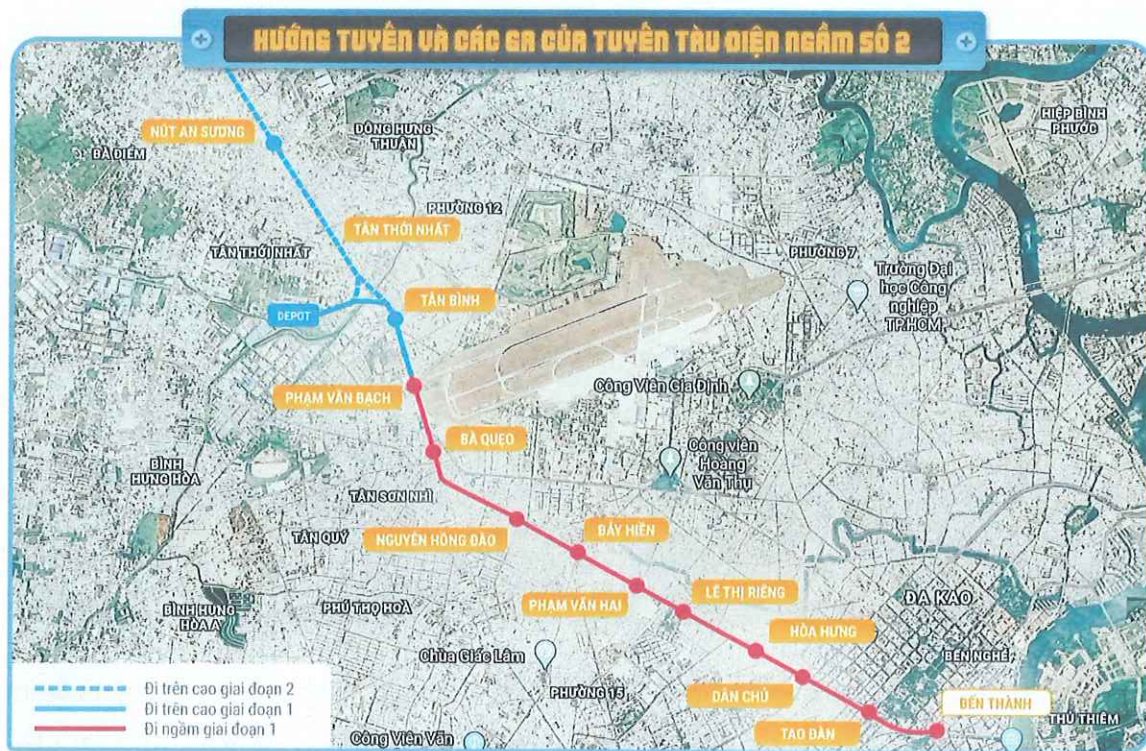 HƯỚNG TUYẾN VÀ CÁC GA CỦA TUYẾN TÀU ĐIỆN NGẦM SỐ 2
HIỆP BÌNH
PHƯỚC
NÚT AN SƯƠNG
ĐÔNG HƯNG
THUẬN
BÀ ĐIỂM
PHƯỜNG 12
TÂN THỚI NHẤT
TÂN THỚI NHẤT
PHƯỜNG 7
Trường Đại
học Công
nghiệp
TP.HCM
TÂN BÌNH
DEPOT
PHẠM VĂN BẠCH
Công Viên Gia Định
BÀ QUẸO
BÌNH
HƯNG HÒA
Công viên
Hoàng
Văn Thụ
TÂN SƠN NHÌ
TÂN QUÝ
NGUYỄN HỒNG ĐÀO
BẢY HIỀN
PHẠM VĂN HAI
LÊ THỊ RIÊNG
ĐA KAO
BÌNH HƯNG
HÒA A
PHÚ THỌ HOÀ
HÒA HƯNG
BẾN NGHÉ
Chùa Giác Lâm
PHƯỜNG 15
DÂN CHỦ
BẾN THÀNH
TAO ĐÀN
THỦ THIÊM
Công Viên Văn
Đi trên cao giai đoạn 2
Đi trên cao giai đoạn 1
Đi ngầm giai đoạn 1